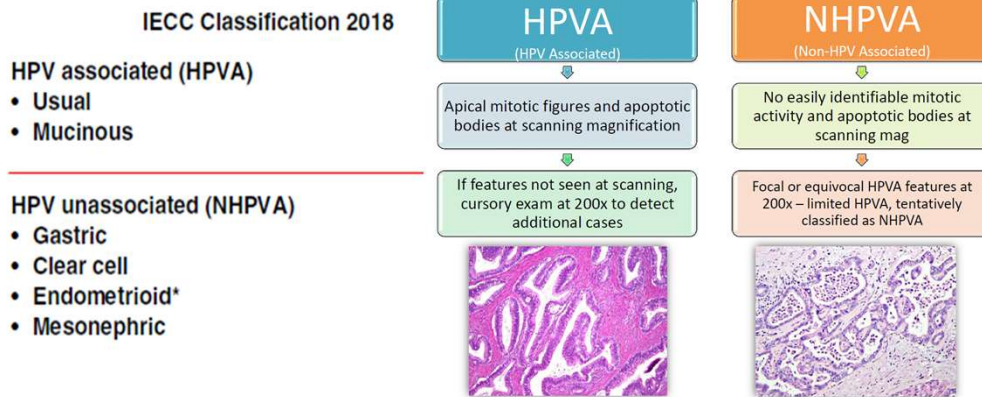 IECC Classification 2018
HPV associated (HPVA)
• Usual
• Mucinous
HPV unassociated (NHPVA)
• Gastric
• Clear cell
• Endometrioid*
• Mesonephric
HPVA
(HPV Associated)
Apical mitotic figures and apoptotic
bodies at scanning magnification
If features not seen at scanning,
cursory exam at 200x to detect
additional cases
NHPVA
(Non-HPV Associated)
No easily identifiable mitotic
activity and apoptotic bodies at
scanning mag
Focal or equivocal HPVA features at
200x – limited HPVA, tentatively
classified as NHPVA